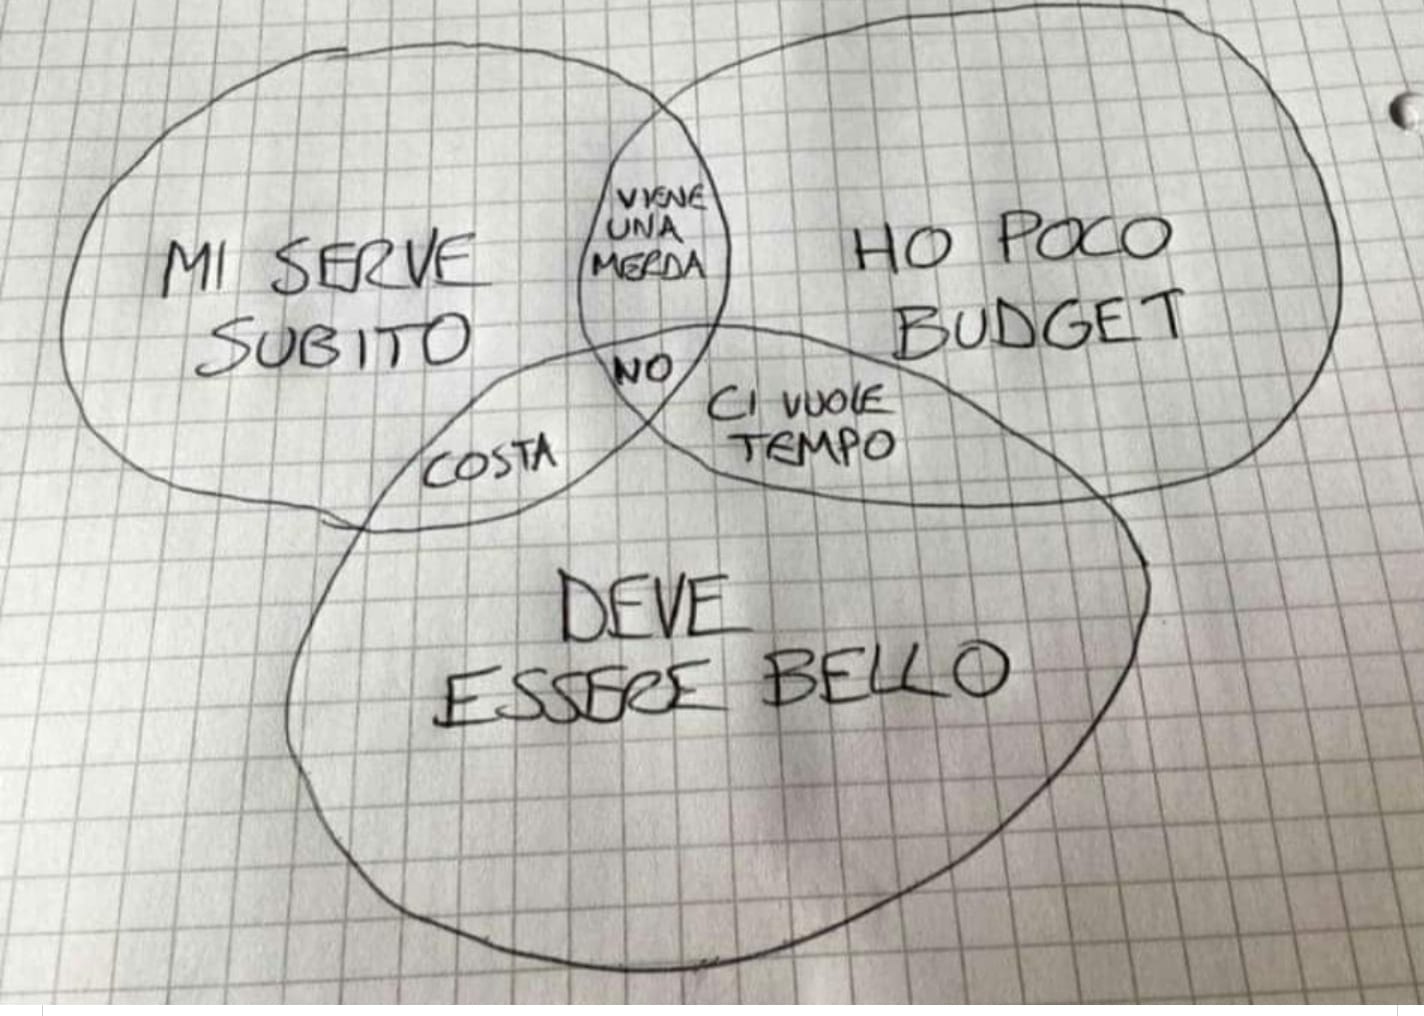 VIENE
UNA
MERDA
MI SERVE
SUBITO
HO POCO
BUDGET
NO
CI VUOLE
TEMPO
COSTA
DEVE
ESSERE BELLO